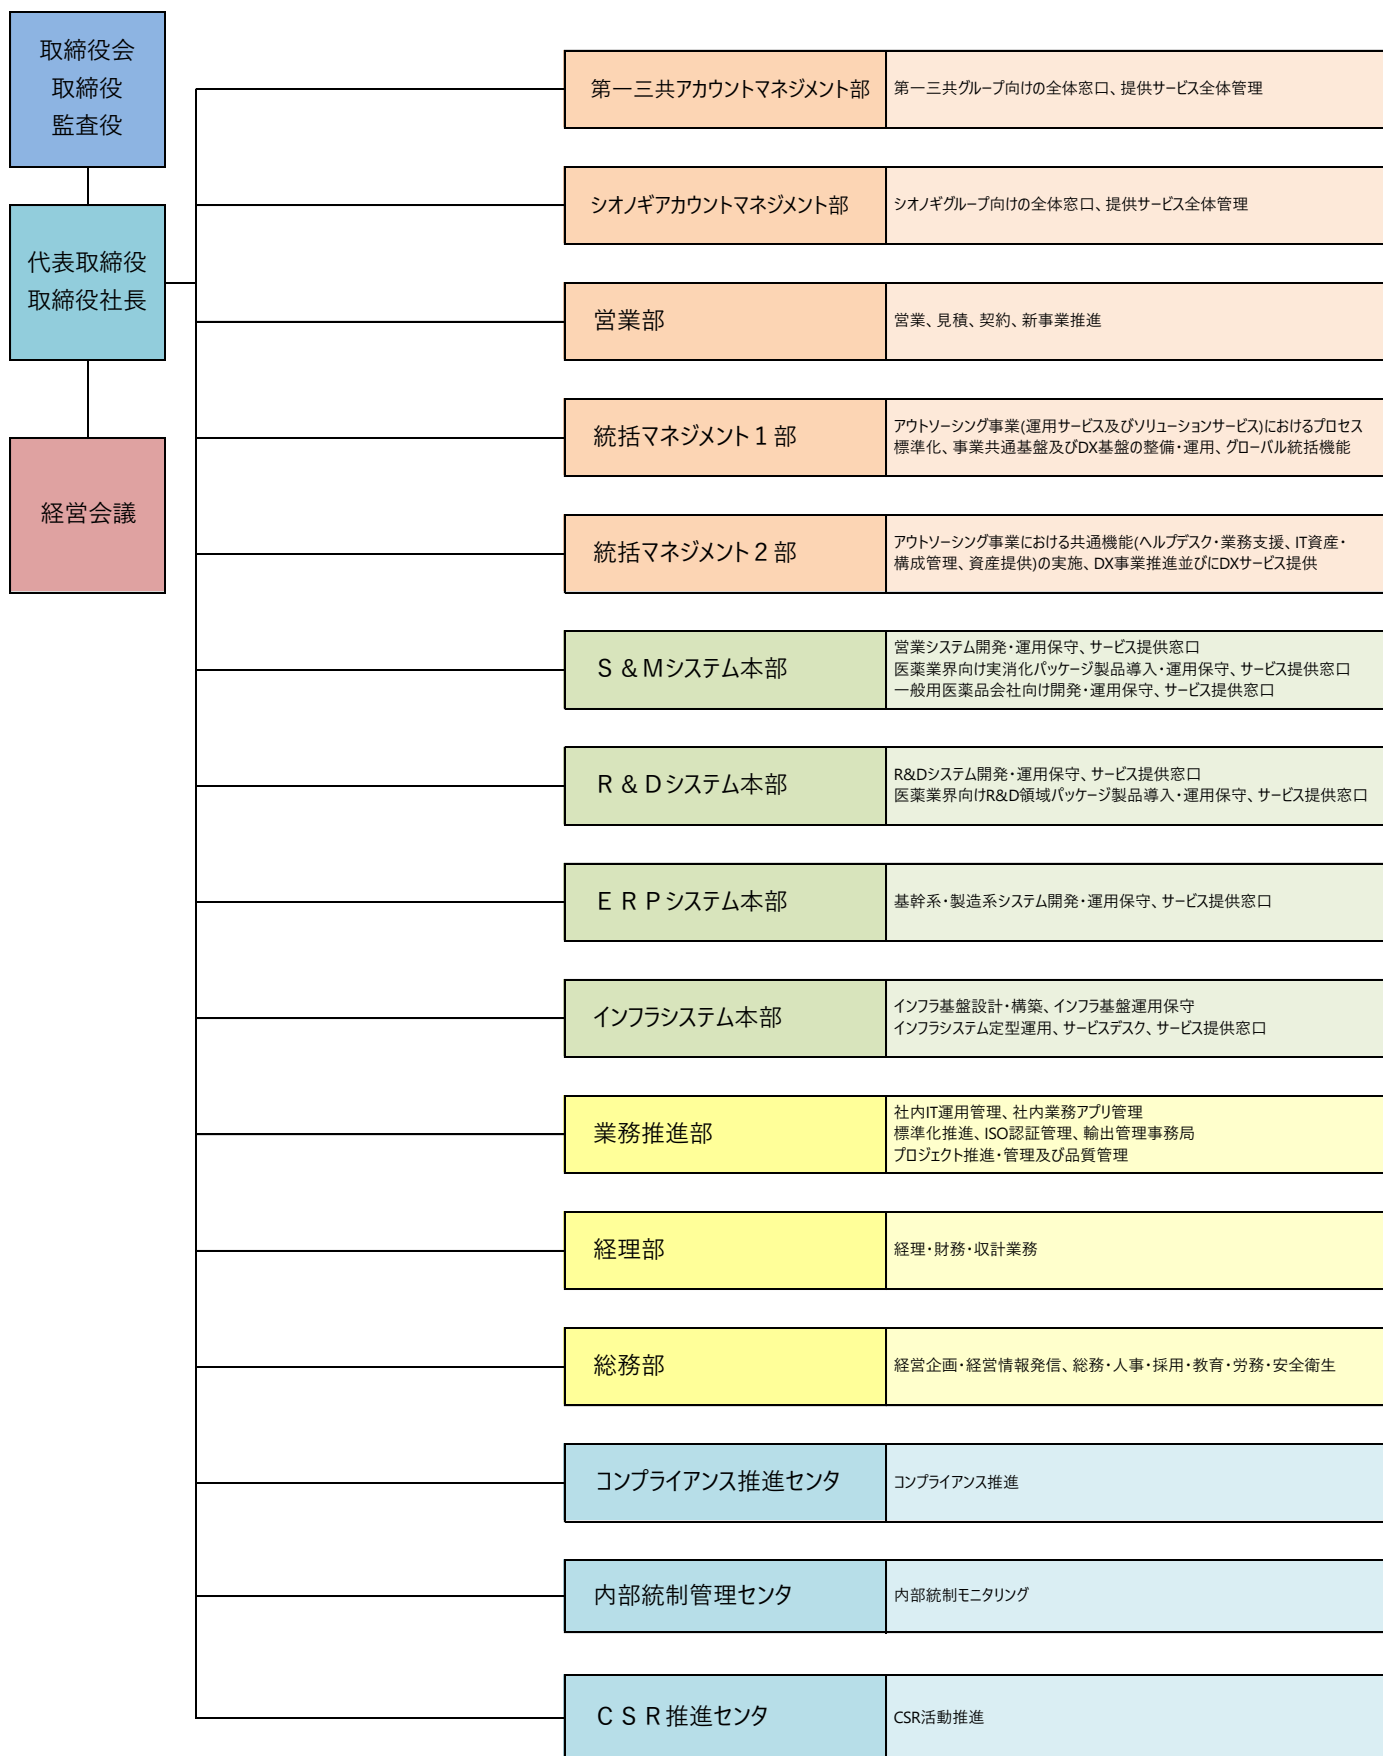 取締役会
取締役
監査役
代表取締役
取締役社長
経営会議
第一三共アカウントマネジメント部
第一三共グループ向けの全体窓口、提供サービス全体管理
シオノギアカウントマネジメント部
シオノギグループ向けの全体窓口、提供サービス全体管理
営業部
営業、見積、契約、新事業推進
統括マネジメント１部
アウトソーシング事業(運用サービス及びソリューションサービス)におけるプロセス
標準化、事業共通基盤及びDX基盤の整備・運用、グローバル統括機能
統括マネジメント２部
アウトソーシング事業における共通機能(ヘルプデスク・業務支援、IT資産・
構成管理、資産提供)の実施、DX事業推進並びにDXサービス提供
Ｓ＆Ｍシステム本部
営業システム開発・運用保守、サービス提供窓口
医薬業界向け実消化パッケージ製品導入・運用保守、サービス提供窓口
一般用医薬品会社向け開発・運用保守、サービス提供窓口
Ｒ＆Ｄシステム本部
R&Dシステム開発・運用保守、サービス提供窓口
医薬業界向けR&D領域パッケージ製品導入・運用保守、サービス提供窓口
ＥＲＰシステム本部
基幹系・製造系システム開発・運用保守、サービス提供窓口
インフラシステム本部
インフラ基盤設計・構築、インフラ基盤運用保守
インフラシステム定型運用、サービスデスク、サービス提供窓口
業務推進部
社内IT運用管理、社内業務アプリ管理
標準化推進、ISO認証管理、輸出管理事務局
プロジェクト推進・管理及び品質管理
経理部
経理・財務・収計業務
総務部
経営企画・経営情報発信、総務・人事・採用・教育・労務・安全衛生
コンプライアンス推進センタ
コンプライアンス推進
内部統制管理センタ
内部統制モニタリング
ＣＳＲ推進センタ
CSR活動推進